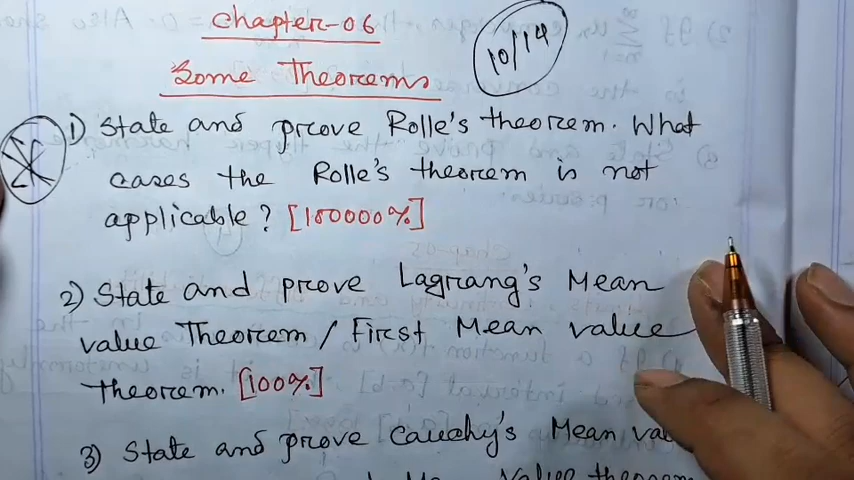 Chapter-06
10/14
Some Theorems
1) State and prove Rolle's theorem. What
cases the Rolle's theorem is not
applicable? [100000%]
2) State and prove Lagrang's Mean
value Theorem / First Mean value
Theorem. [100%]
3) State and prove Cauchy's Mean
Value theorem